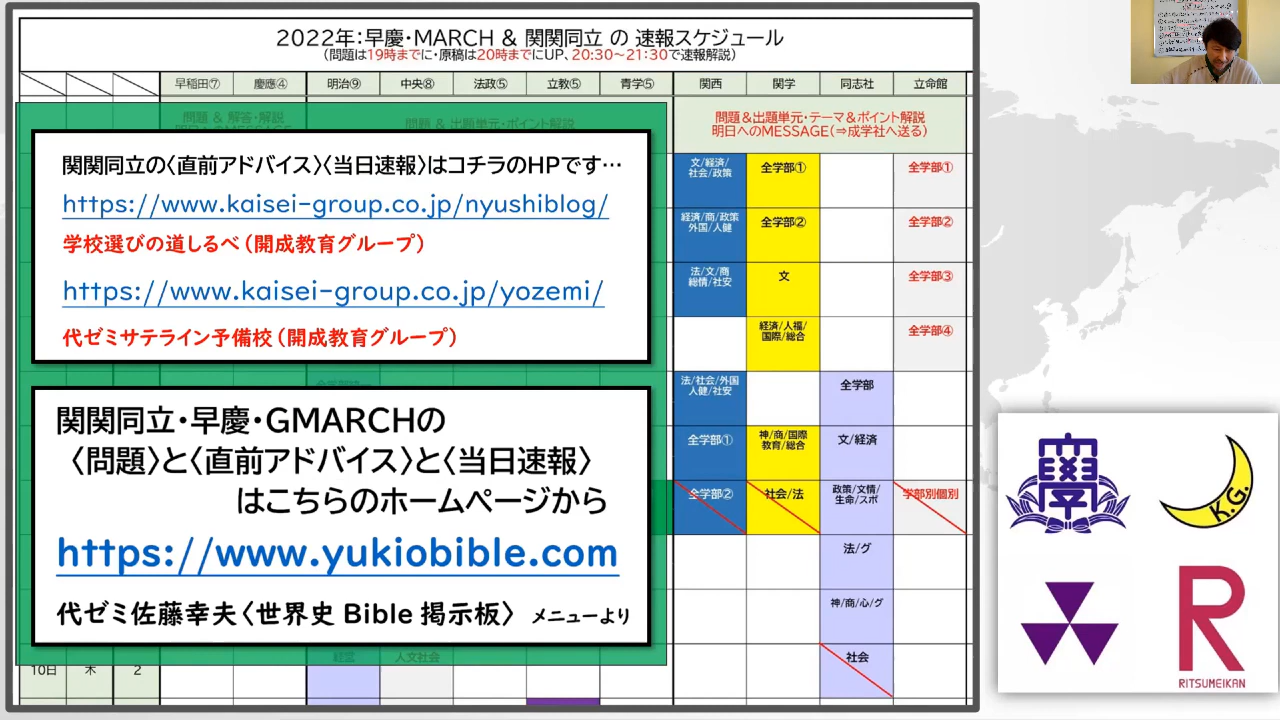 2022年：早慶・MARCH & 関関同立 の 速報スケジュール
（問題は19時までに・原稿は20時までにUP、20:30～21:30で速報解説）
早稲田⑦ 慶應④ 明治⑨ 中央⑧ 法政⑤ 立教⑤ 青学⑤ 関西 関学 同志社 立命館
問題 & 解答・解説
問題 & 出題単元・ポイント解説
問題＆出題単元・テーマ＆ポイント解説
明日へのMESSAGE（⇒成学社へ送る）
関関同立の〈直前アドバイス〉〈当日速報〉はコチラのHPです…
https://www.kaisei-group.co.jp/nyushiblog/
学校選びの道しるべ（開成教育グループ）
https://www.kaisei-group.co.jp/yozemi/
代ゼミサテライン予備校（開成教育グループ）
関関同立・早慶・GMARCHの
〈問題〉と〈直前アドバイス〉と〈当日速報〉
はこちらのホームページから
https://www.yukiobible.com
代ゼミ佐藤幸夫〈世界史 Bible 掲示板〉 メニューより
文/経済/
社会/政策
全学部①
全学部①
経済/商/政策
外国/人健
全学部②
全学部②
法/文/商
総情/社安
文
全学部③
経済/人福/
国際/総合
全学部④
法/社会/外国
人健/社安
全学部
全学部①
神/商/国際
教育/総合
文/経済
全学部②
社会/法
政策/文情/
生命/スポ
学部別個別
法/グ
神/商/心/グ
経営
人文社会
社会
10日 木 2
學
K.G.
R
RITSUMEIKAN